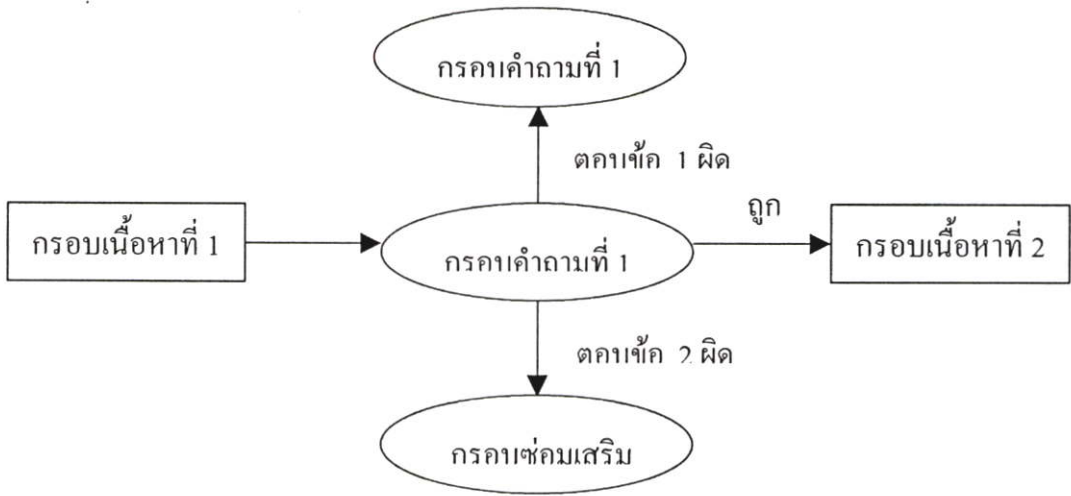 กรอบคำถามที่ 1
ตอบข้อ 1 ผิด
ถูก
กรอบเนื้อหาที่ 1
กรอบคำถามที่ 1
กรอบเนื้อหาที่ 2
ตอบข้อ 2 ผิด
กรอบซ่อมเสริม